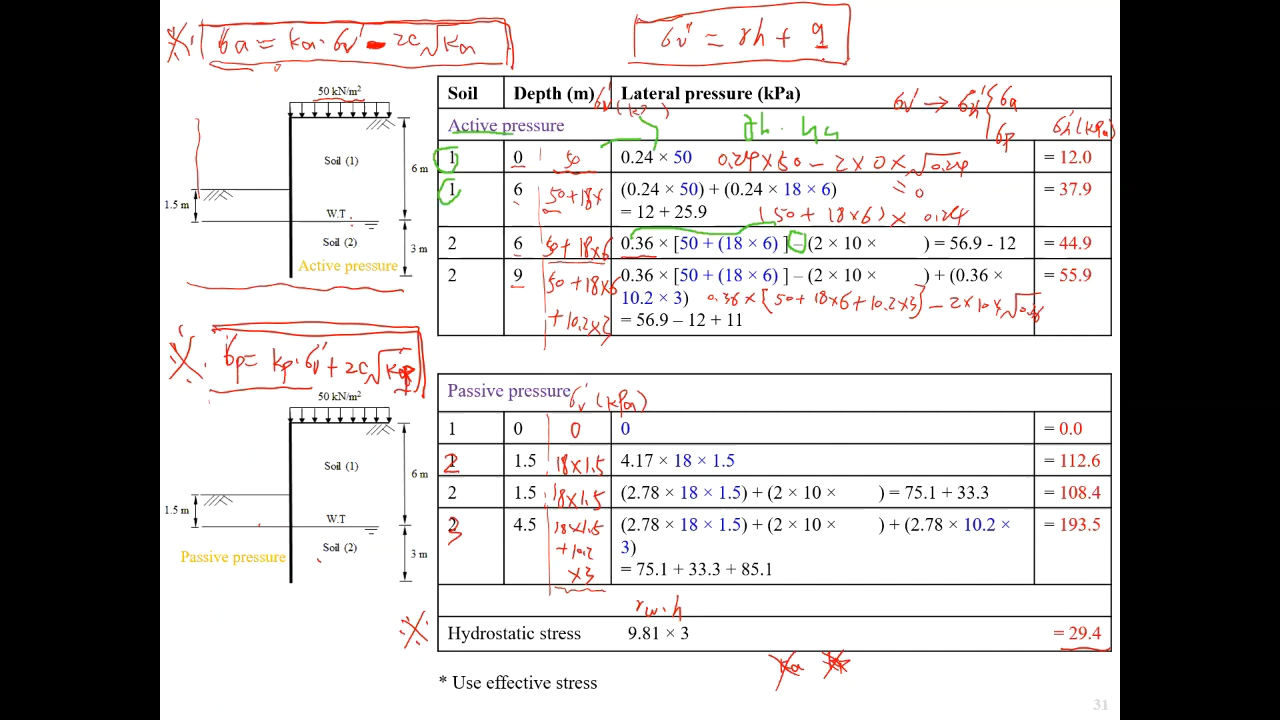 ※ σa = ka · σv' - 2c√ka
σv' = γh + q
50 kN/m²
Soil (1)
6 m
1.5 m
W.T
Soil (2)
3 m
Active pressure
Soil Depth (m) Lateral pressure (kPa)
σv' → σh' { σa
σp
σh' (kPa)
Active pressure
1 0 50 0.24 × 50 0.24×50 - 2×0×√0.24 = 12.0
= 0
1 6 50+18× (0.24 × 50) + (0.24 × 18 × 6) = 37.9
= 12 + 25.9 (50 + 18×6) × 0.24
2 6 50+18×6 0.36 × [50 + (18 × 6) ] – (2 × 10 × ) = 56.9 - 12 = 44.9
2 9 50+18×6 0.36 × [50 + (18 × 6) ] – (2 × 10 × ) + (0.36 × = 55.9
10.2 × 3) 0.36×[50+18×6+10.2×3] - 2×10×√0.36
+10.2×3 = 56.9 – 12 + 11
※ σp = kp · σv' + 2c√kp
50 kN/m²
Soil (1)
6 m
1.5 m
W.T
Soil (2)
3 m
Passive pressure
Passive pressure
σv' (kPa)
1 0 0 0 = 0.0
2 1.5 18×1.5 4.17 × 18 × 1.5 = 112.6
2 1.5 18×1.5 (2.78 × 18 × 1.5) + (2 × 10 × ) = 75.1 + 33.3 = 108.4
3 4.5 18×1.5 (2.78 × 18 × 1.5) + (2 × 10 × ) + (2.78 × 10.2 × = 193.5
+10.2 3)
×3 = 75.1 + 33.3 + 85.1
γw · h
※ Hydrostatic stress 9.81 × 3 = 29.4
ka
* Use effective stress
31